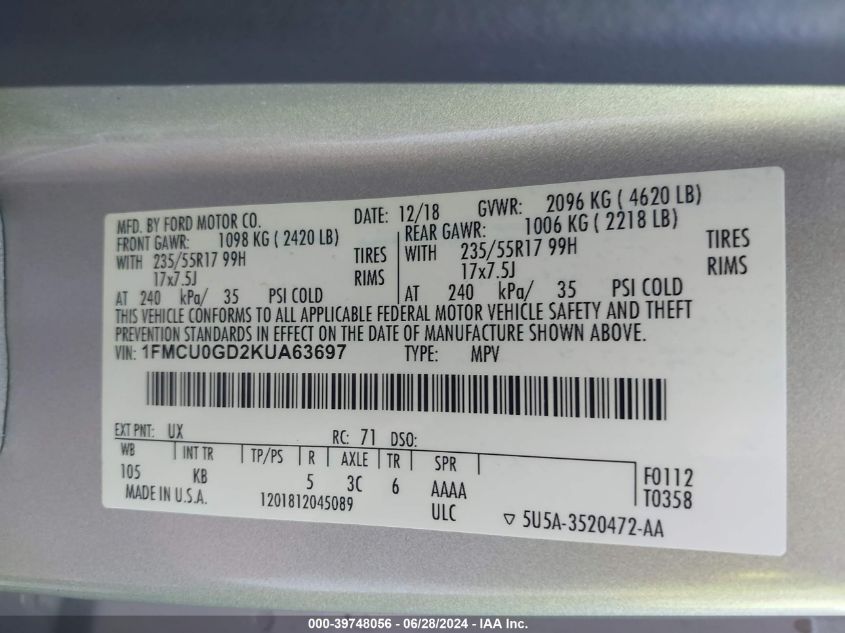 MFD. BY FORD MOTOR CO. DATE: 12/18 GVWR: 2096 KG ( 4620 LB)
FRONT GAWR: 1098 KG ( 2420 LB) REAR GAWR: 1006 KG ( 2218 LB)
WITH 235/55R17 99H TIRES WITH 235/55R17 99H TIRES
17x7.5J RIMS 17x7.5J RIMS
AT 240 kPa/ 35 PSI COLD AT 240 kPa/ 35 PSI COLD
THIS VEHICLE CONFORMS TO ALL APPLICABLE FEDERAL MOTOR VEHICLE SAFETY AND THEFT
PREVENTION STANDARDS IN EFFECT ON THE DATE OF MANUFACTURE SHOWN ABOVE.
VIN: 1FMCU0GD2KUA63697 TYPE: MPV
EXT PNT: UX RC: 71 DSO:
WB INT TR TP/PS R AXLE TR SPR
105 KB 5 3C 6 AAAA F0112
MADE IN U.S.A. 1201812045089 ULC T0358
▽ 5U5A-3520472-AA
000-39748056 - 06/28/2024 - IAA Inc.